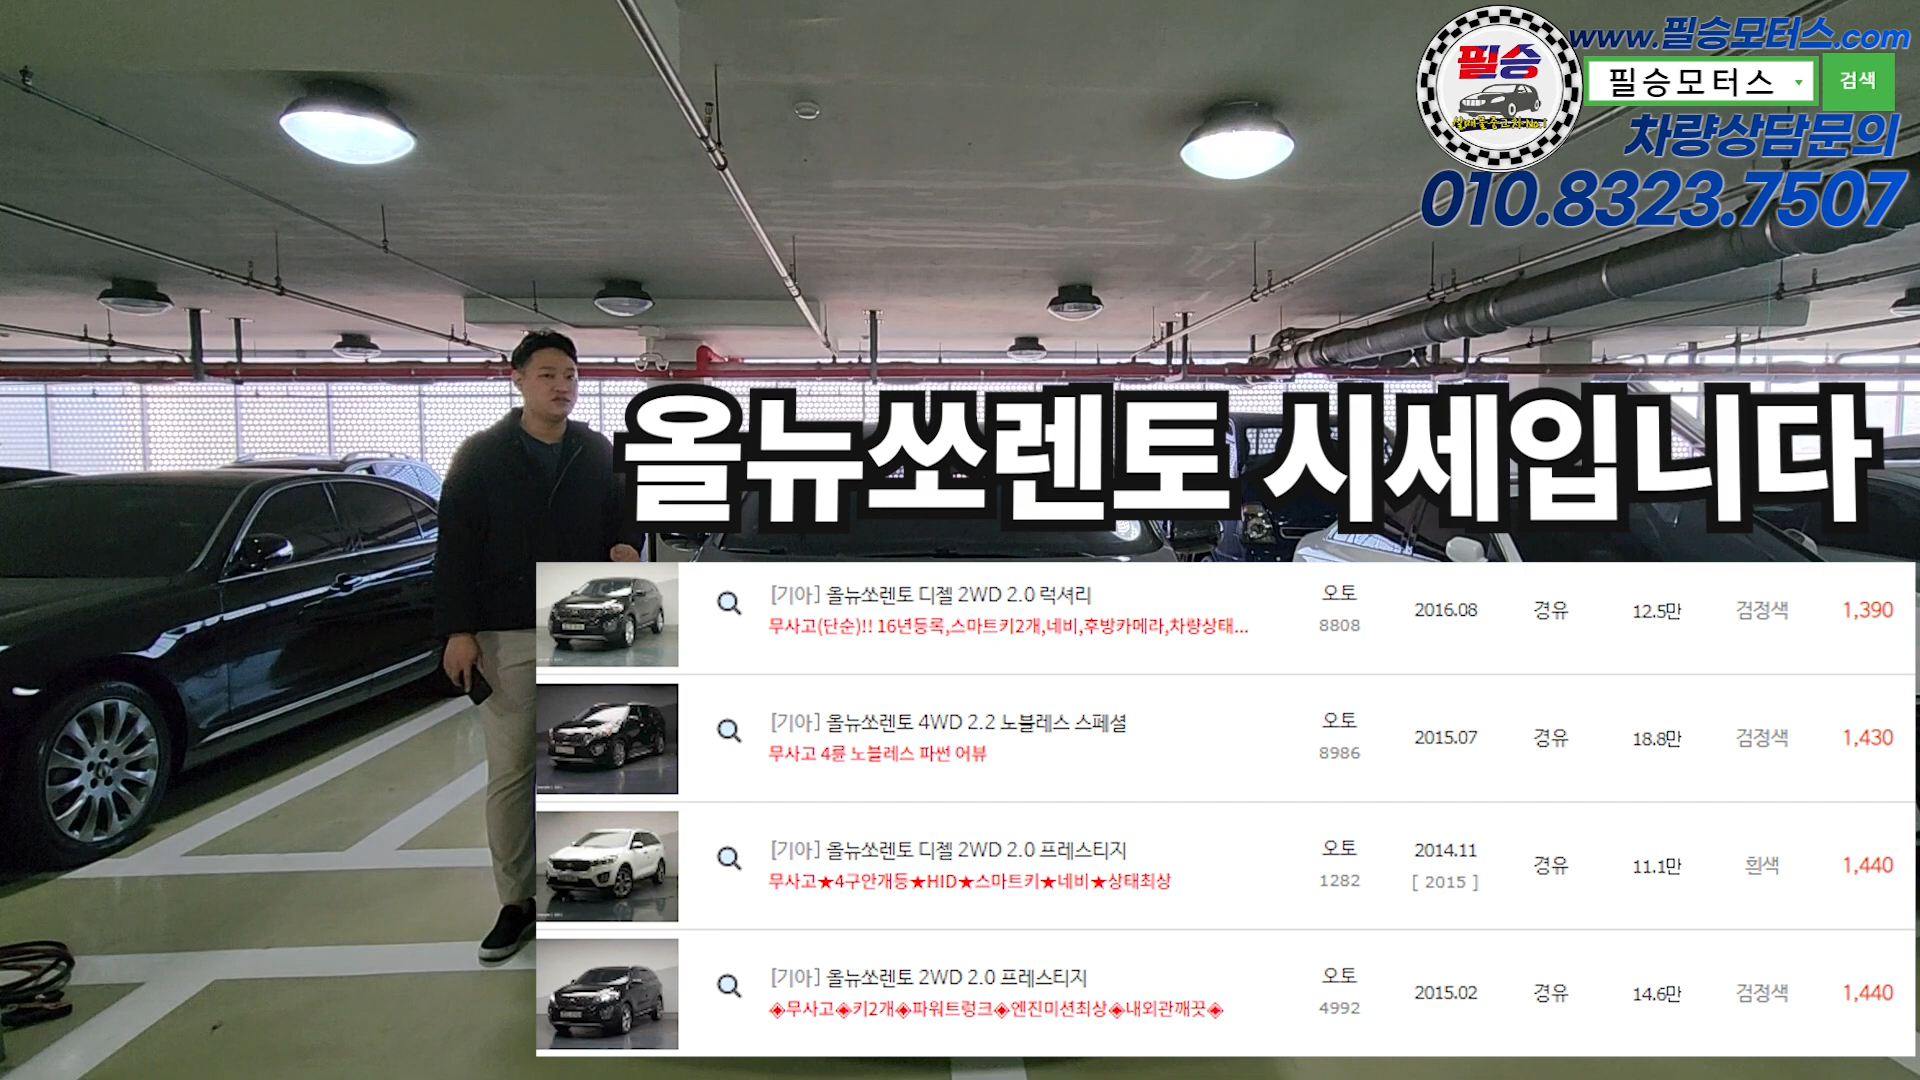 www.필승모터스.com
필승
실매물중고차 No.1
필승모터스
검색
차량상담문의
010.8323.7507
올뉴쏘렌토 시세입니다
[기아] 올뉴쏘렌토 디젤 2WD 2.0 럭셔리 오토 2016.08 경유 12.5만 검정색 1,390
무사고(단순)!! 16년등록,스마트키2개,네비,후방카메라,차량상태... 8808
[기아] 올뉴쏘렌토 4WD 2.2 노블레스 스페셜 오토 2015.07 경유 18.8만 검정색 1,430
무사고 4륜 노블레스 파썬 어뷰 8986
[기아] 올뉴쏘렌토 디젤 2WD 2.0 프레스티지 오토 2014.11 경유 11.1만 흰색 1,440
무사고★4구안개등★HID★스마트키★네비★상태최상 1282 [ 2015 ]
[기아] 올뉴쏘렌토 2WD 2.0 프레스티지 오토 2015.02 경유 14.6만 검정색 1,440
◈무사고◈키2개◈파워트렁크◈엔진미션최상◈내외관깨끗◈ 4992